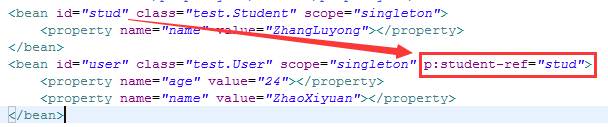 <bean id="stud" class="test.Student" scope="singleton">
<property name="name" value="ZhangLuyong"></property>
</bean>
<bean id="user" class="test.User" scope="singleton" p:student-ref="stud">
<property name="age" value="24"></property>
<property name="name" value="ZhaoXiyuan"></property>
</bean>